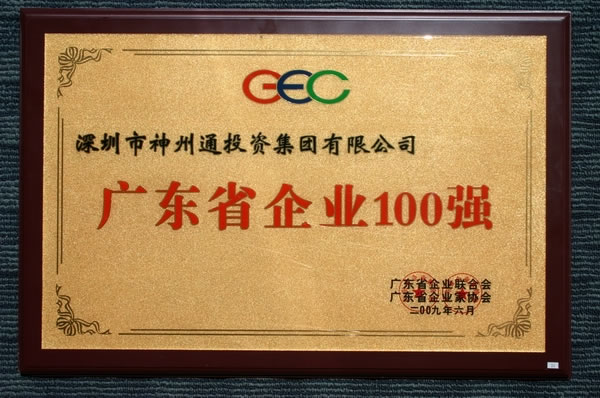 GEC
深圳市神州通投资集团有限公司
广东省企业100强
广东省企业联合会
广东省企业家协会
二00九年六月